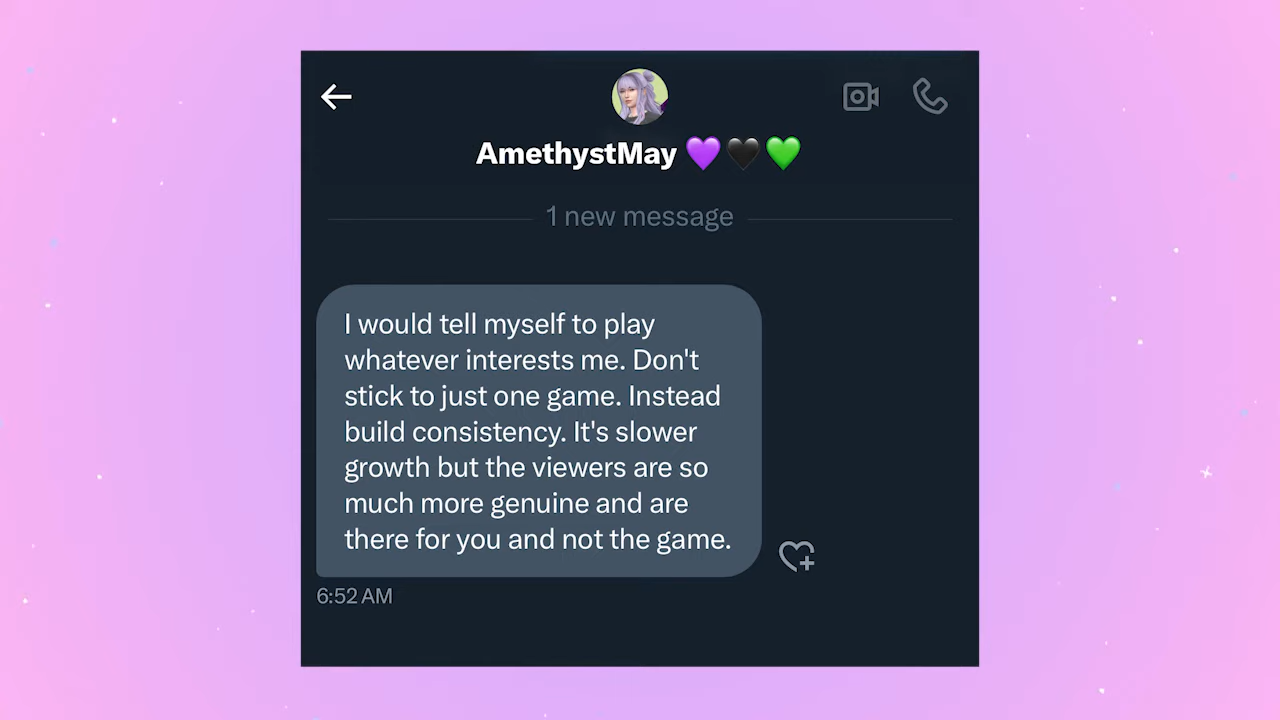 AmethystMay 💜🖤💚
1 new message
I would tell myself to play
whatever interests me. Don't
stick to just one game. Instead
build consistency. It's slower
growth but the viewers are so
much more genuine and are
there for you and not the game.
6:52 AM